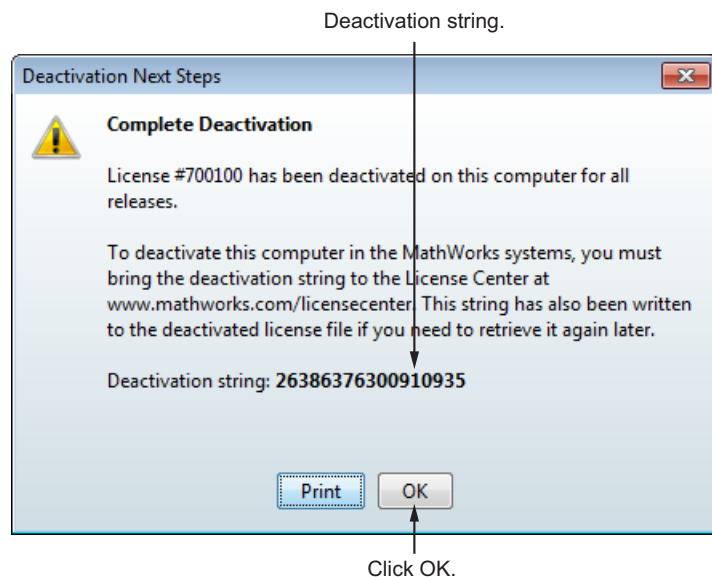 Deactivation string.
Deactivation Next Steps
Complete Deactivation
License #700100 has been deactivated on this computer for all
releases.
To deactivate this computer in the MathWorks systems, you must
bring the deactivation string to the License Center at
www.mathworks.com/licensecenter. This string has also been written
to the deactivated license file if you need to retrieve it again later.
Deactivation string: 26386376300910935
Print OK
Click OK.